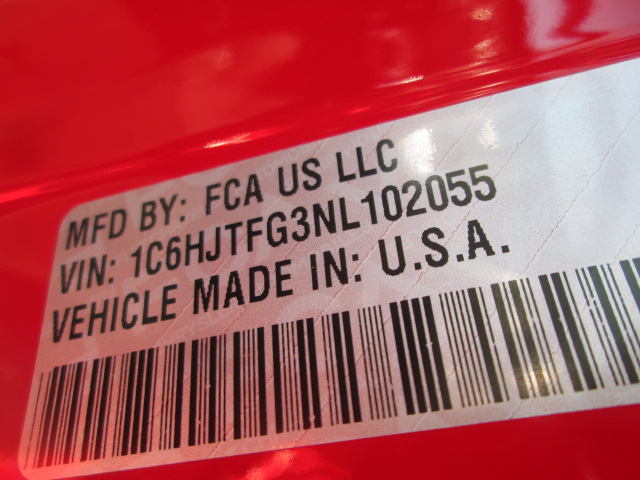 MFD BY: FCA US LLC
VIN: 1C6HJTFG3NL102055
VEHICLE MADE IN: U.S.A.